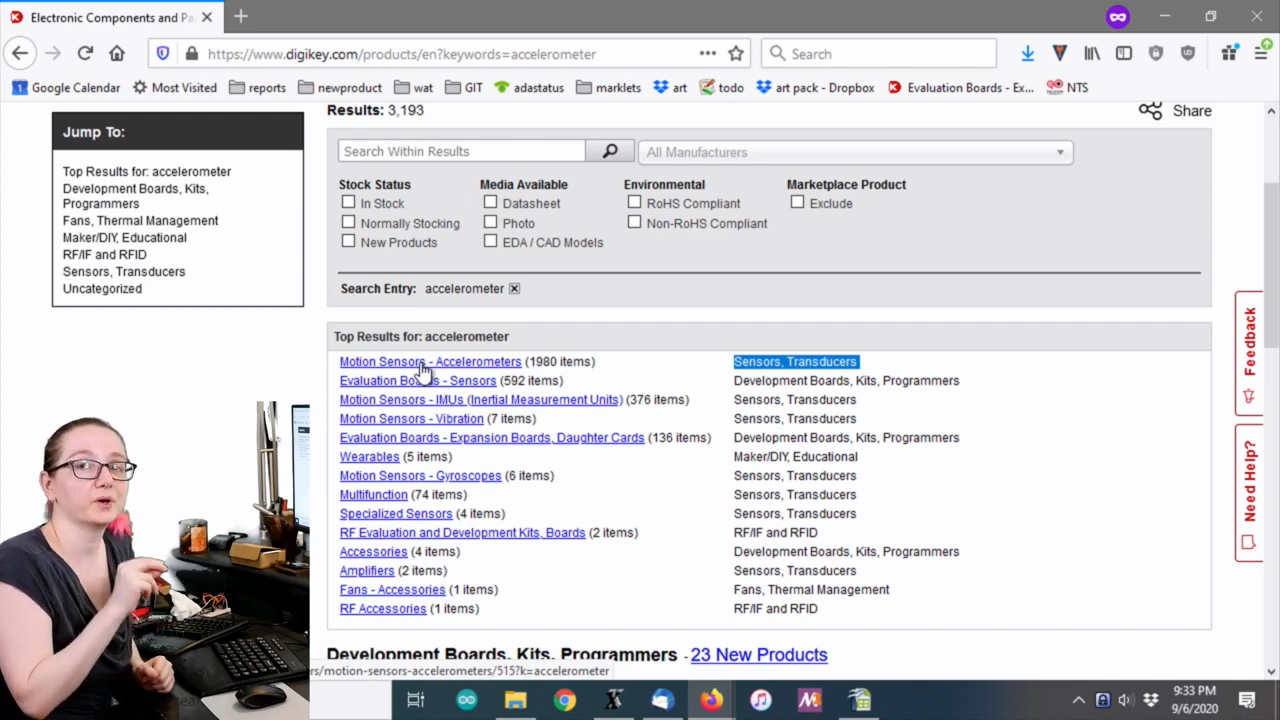 Electronic Components and Pa
https://www.digikey.com/products/en?keywords=accelerometer
Search
Google Calendar
Most Visited
reports
newproduct
wat
GIT
adastatus
marklets
art
todo
art pack - Dropbox
Evaluation Boards - Ex...
NTS
Results: 3,193
Share
Jump To:
Top Results for: accelerometer
Development Boards, Kits,
Programmers
Fans, Thermal Management
Maker/DIY, Educational
RF/IF and RFID
Sensors, Transducers
Uncategorized
Search Within Results
All Manufacturers
Stock Status
In Stock
Normally Stocking
New Products
Media Available
Datasheet
Photo
EDA / CAD Models
Environmental
RoHS Compliant
Non-RoHS Compliant
Marketplace Product
Exclude
Search Entry: accelerometer
Top Results for: accelerometer
Motion Sensors - Accelerometers (1980 items) Sensors, Transducers
Evaluation Boards - Sensors (592 items) Development Boards, Kits, Programmers
Motion Sensors - IMUs (Inertial Measurement Units) (376 items) Sensors, Transducers
Motion Sensors - Vibration (7 items) Sensors, Transducers
Evaluation Boards - Expansion Boards, Daughter Cards (136 items) Development Boards, Kits, Programmers
Wearables (5 items) Maker/DIY, Educational
Motion Sensors - Gyroscopes (6 items) Sensors, Transducers
Multifunction (74 items) Sensors, Transducers
Specialized Sensors (4 items) Sensors, Transducers
RF Evaluation and Development Kits, Boards (2 items) RF/IF and RFID
Accessories (4 items) Development Boards, Kits, Programmers
Amplifiers (2 items) Sensors, Transducers
Fans - Accessories (1 items) Fans, Thermal Management
RF Accessories (1 items) RF/IF and RFID
Feedback
Need Help?
Development Boards, Kits, Programmers - 23 New Products
rs/motion-sensors-accelerometers/515?k=accelerometer
9:33 PM
9/6/2020